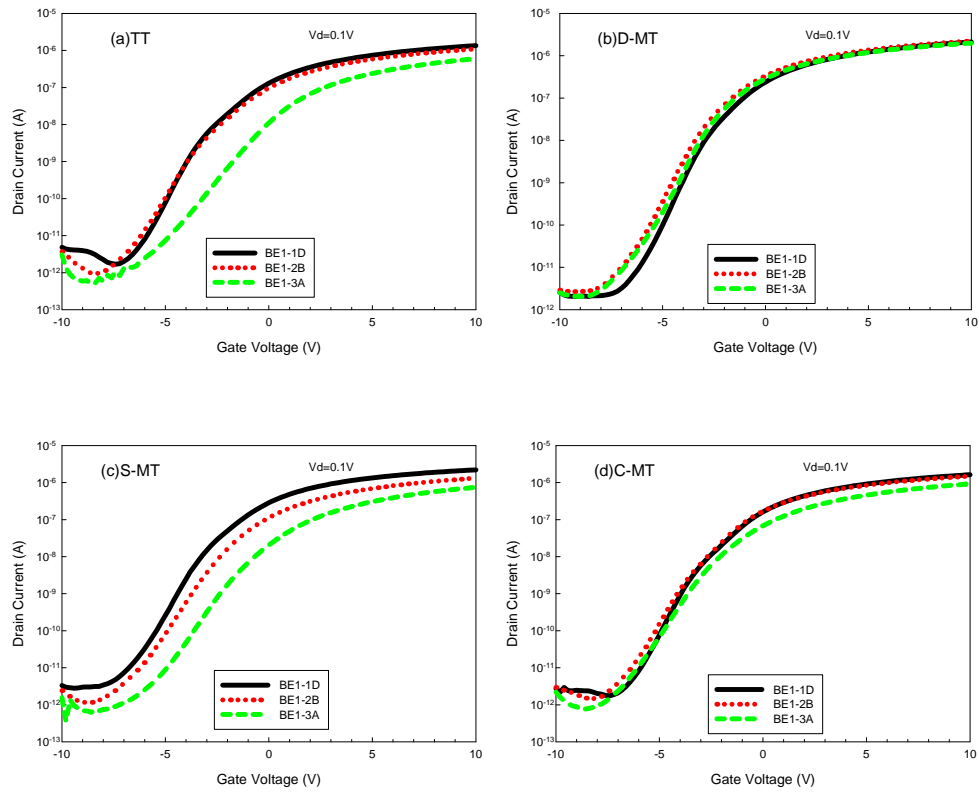 10-5
(a)TT
Vd=0.1V
10-6
10-7
10-8
10-9
10-10
10-11
10-12
10-13
Drain Current (A)
BE1-1D
BE1-2B
BE1-3A
-10
-5
0
5
10
Gate Voltage (V)
10-5
(b)D-MT
Vd=0.1V
10-6
10-7
10-8
10-9
10-10
10-11
10-12
Drain Current (A)
BE1-1D
BE1-2B
BE1-3A
-10
-5
0
5
10
Gate Voltage (V)
10-5
(c)S-MT
Vd=0.1V
10-6
10-7
10-8
10-9
10-10
10-11
10-12
10-13
Drain Current (A)
BE1-1D
BE1-2B
BE1-3A
-10
-5
0
5
10
Gate Voltage (V)
10-5
(d)C-MT
Vd=0.1V
10-6
10-7
10-8
10-9
10-10
10-11
10-12
10-13
Drain Current (A)
BE1-1D
BE1-2B
BE1-3A
-10
-5
0
5
10
Gate Voltage (V)